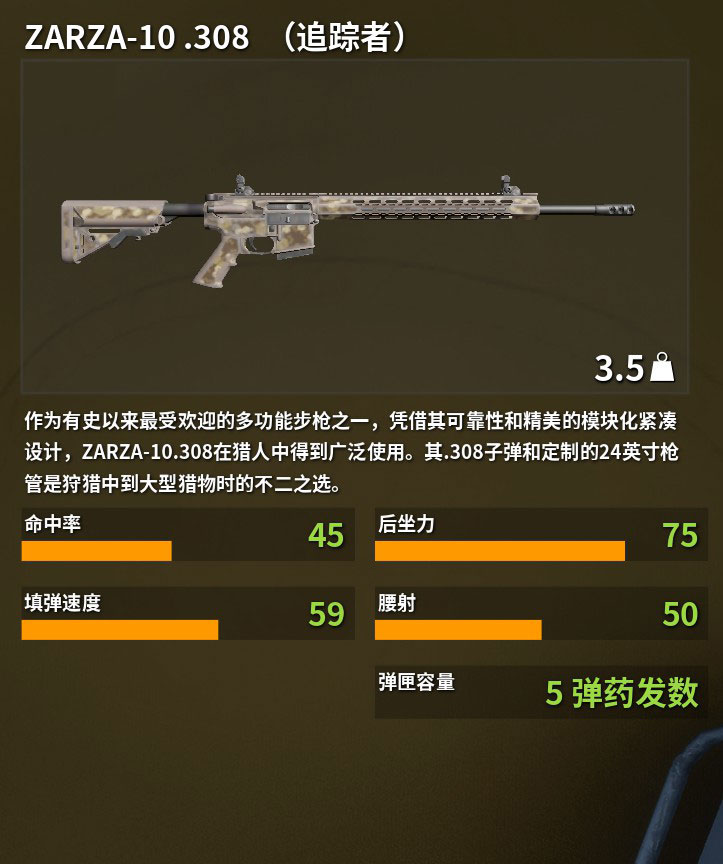 ZARZA-10 .308 （追踪者）
3.5
作为有史以来最受欢迎的多功能步枪之一，凭借其可靠性和精美的模块化紧凑
设计，ZARZA-10.308在猎人中得到广泛使用。其.308子弹和定制的24英寸枪
管是狩猎中到大型猎物时的不二之选。
命中率 45
后坐力 75
填弹速度 59
腰射 50
弹匣容量 5 弹药发数